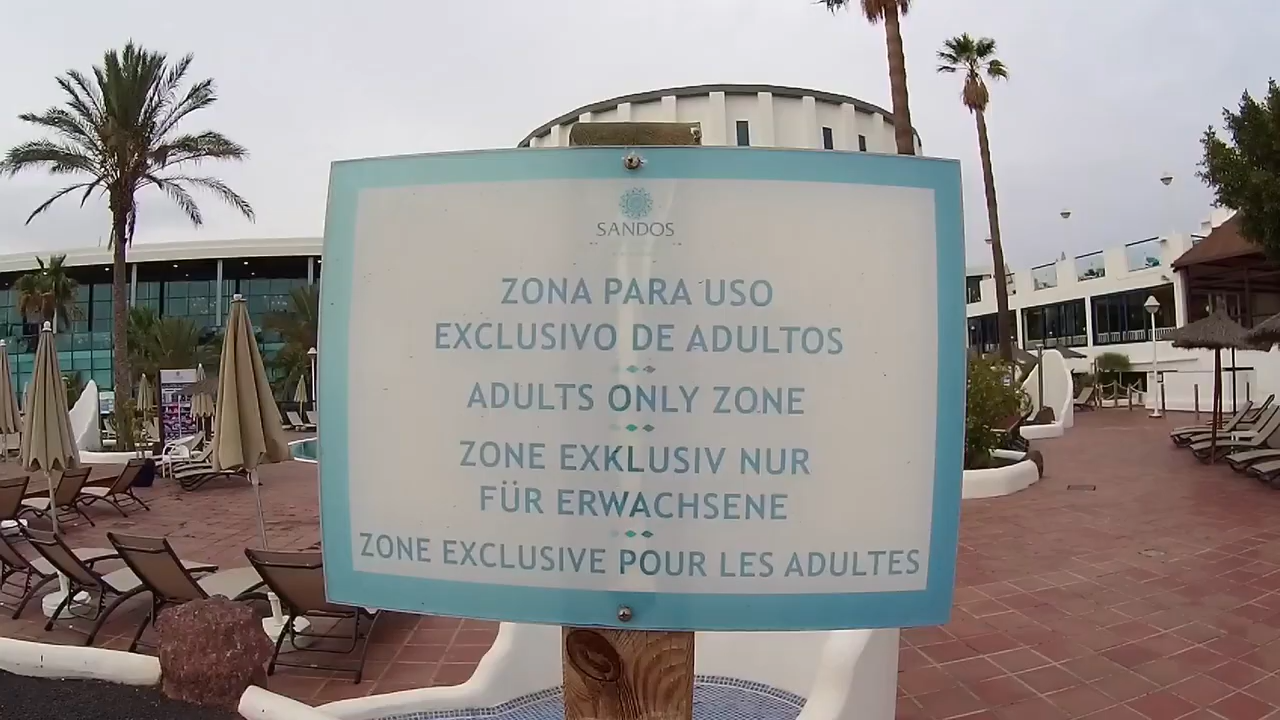 SANDOS
ZONA PARA USO
EXCLUSIVO DE ADULTOS
ADULTS ONLY ZONE
ZONE EXKLUSIV NUR
FÜR ERWACHSENE
ZONE EXCLUSIVE POUR LES ADULTES